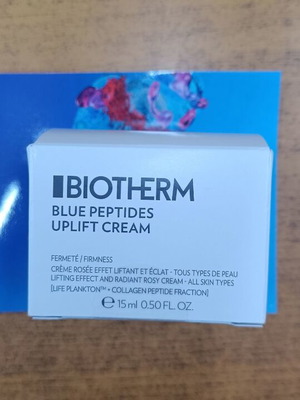 BIOTHERM
BLUE PEPTIDES
UPLIFT CREAM
FERMETÉ / FIRMNESS
CRÈME ROSÉE EFFET LIFTANT ET ÉCLAT - TOUS TYPES DE PEAU
LIFTING EFFECT AND RADIANT ROSY CREAM - ALL SKIN TYPES
[LIFE PLANKTON™ + COLLAGEN PEPTIDE FRACTION]
℮ 15 ml 0.50 FL. OZ.